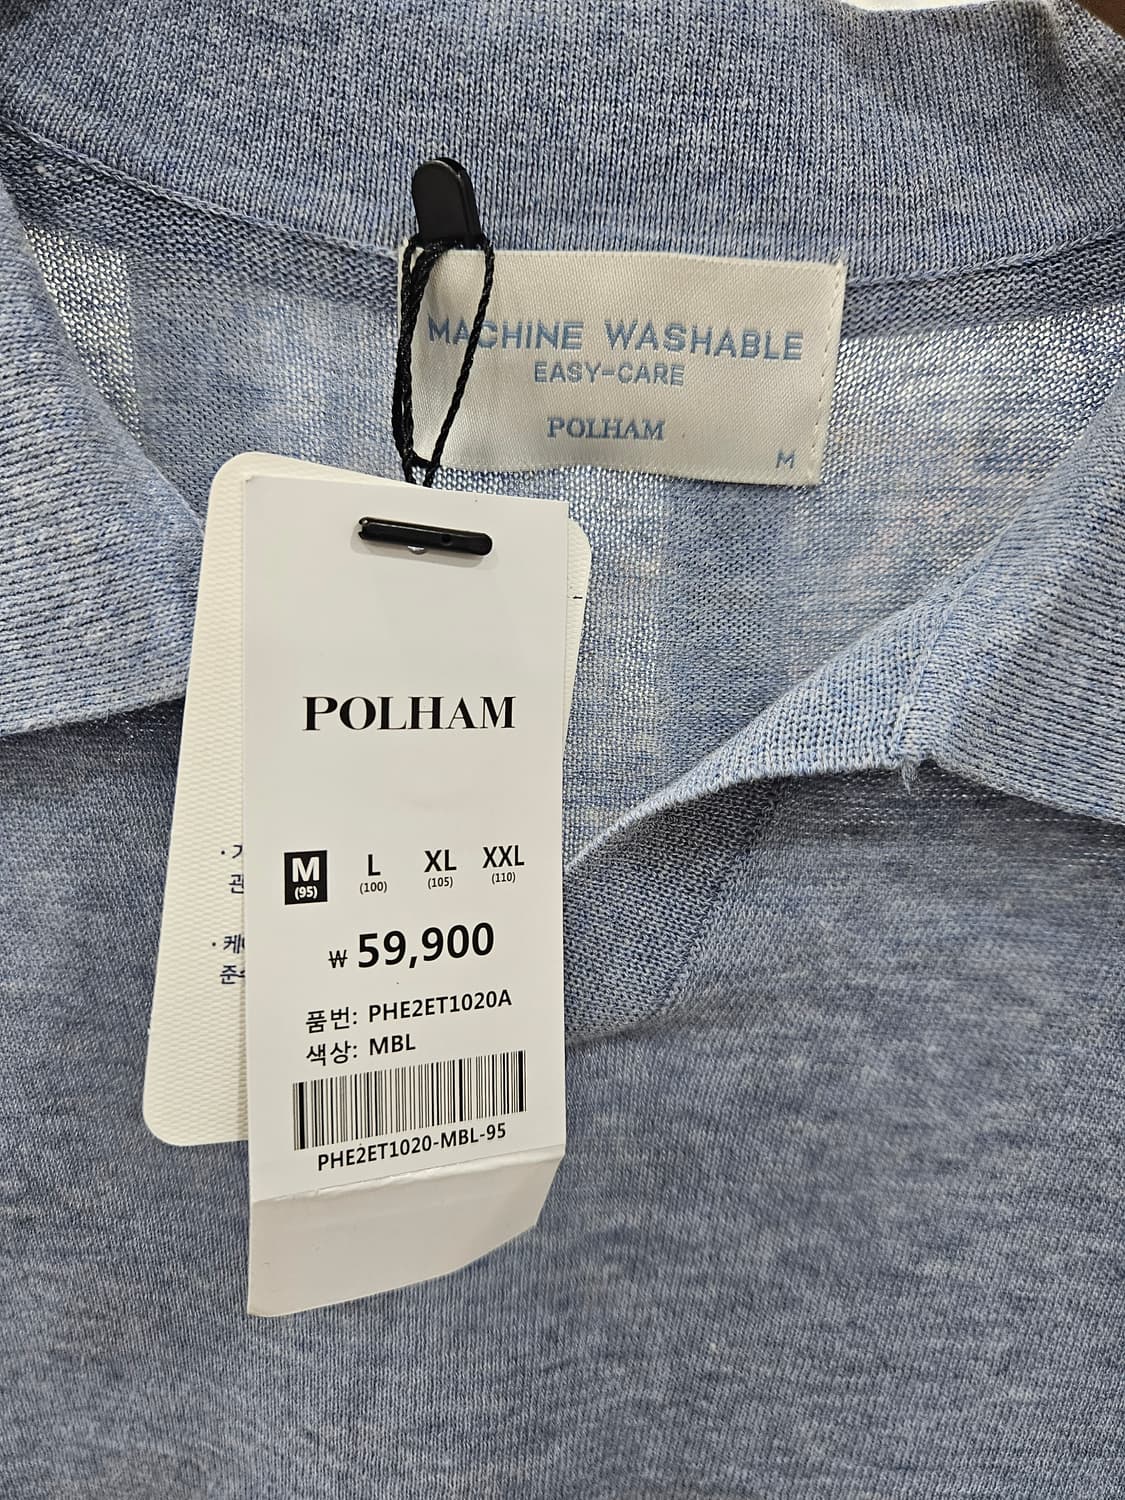 MACHINE WASHABLE
EASY-CARE
POLHAM
M
POLHAM
M L XL XXL
(95) (100) (105) (110)
₩ 59,900
품번: PHE2ET1020A
색상: MBL
PHE2ET1020-MBL-95